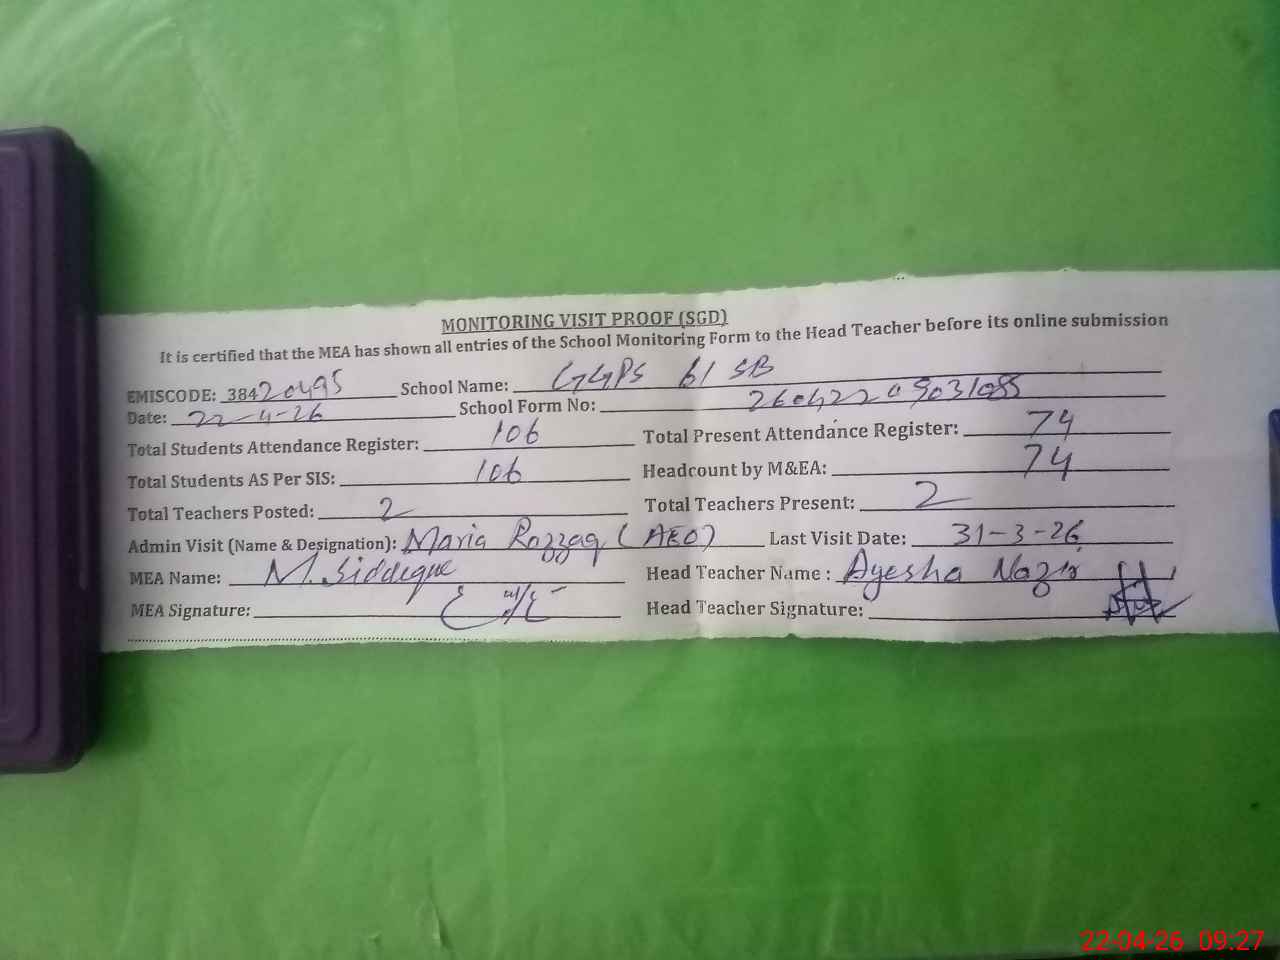 MONITORING VISIT PROOF (SGD)
It is certified that the MEA has shown all entries of the School Monitoring Form to the Head Teacher before its online submission
EMISCODE: 38420495 School Name: GGPS 61 SB
Date: 22-4-26 School Form No: 26042209031085
Total Students Attendance Register: 106 Total Present Attendance Register: 74
Total Students AS Per SIS: 106 Headcount by M&EA: 74
Total Teachers Posted: 2 Total Teachers Present: 2
Admin Visit (Name & Designation): Maria Razzaq (AEO) Last Visit Date: 31-3-26
MEA Name: M. Siddeque Head Teacher Name: Ayesha Nazir
MEA Signature: Head Teacher Signature:
22-04-26 09:27